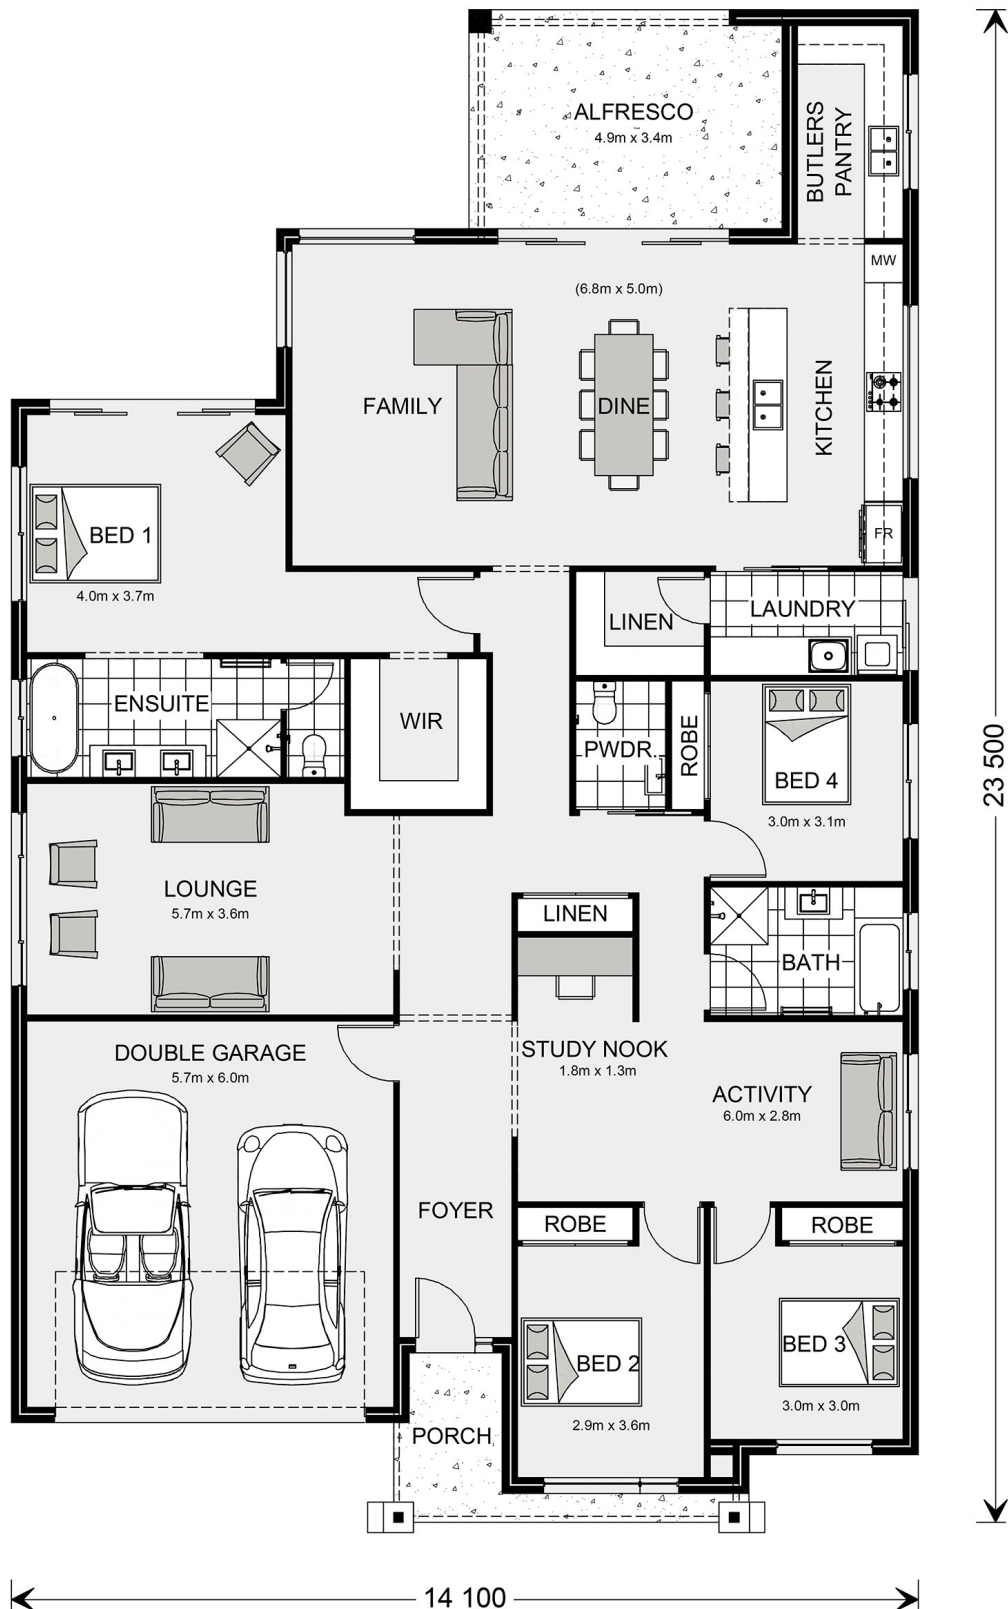 ALFRESCO
4.9m x 3.4m
BUTLERS
PANTRY
MW
(6.8m x 5.0m)
FAMILY
DINE
KITCHEN
FR
BED 1
4.0m x 3.7m
LINEN
LAUNDRY
ENSUITE
WIR
PWDR.
ROBE
BED 4
3.0m x 3.1m
23 500
LOUNGE
5.7m x 3.6m
LINEN
BATH
DOUBLE GARAGE
5.7m x 6.0m
STUDY NOOK
1.8m x 1.3m
ACTIVITY
6.0m x 2.8m
FOYER
ROBE
ROBE
BED 2
2.9m x 3.6m
BED 3
3.0m x 3.0m
PORCH
14 100